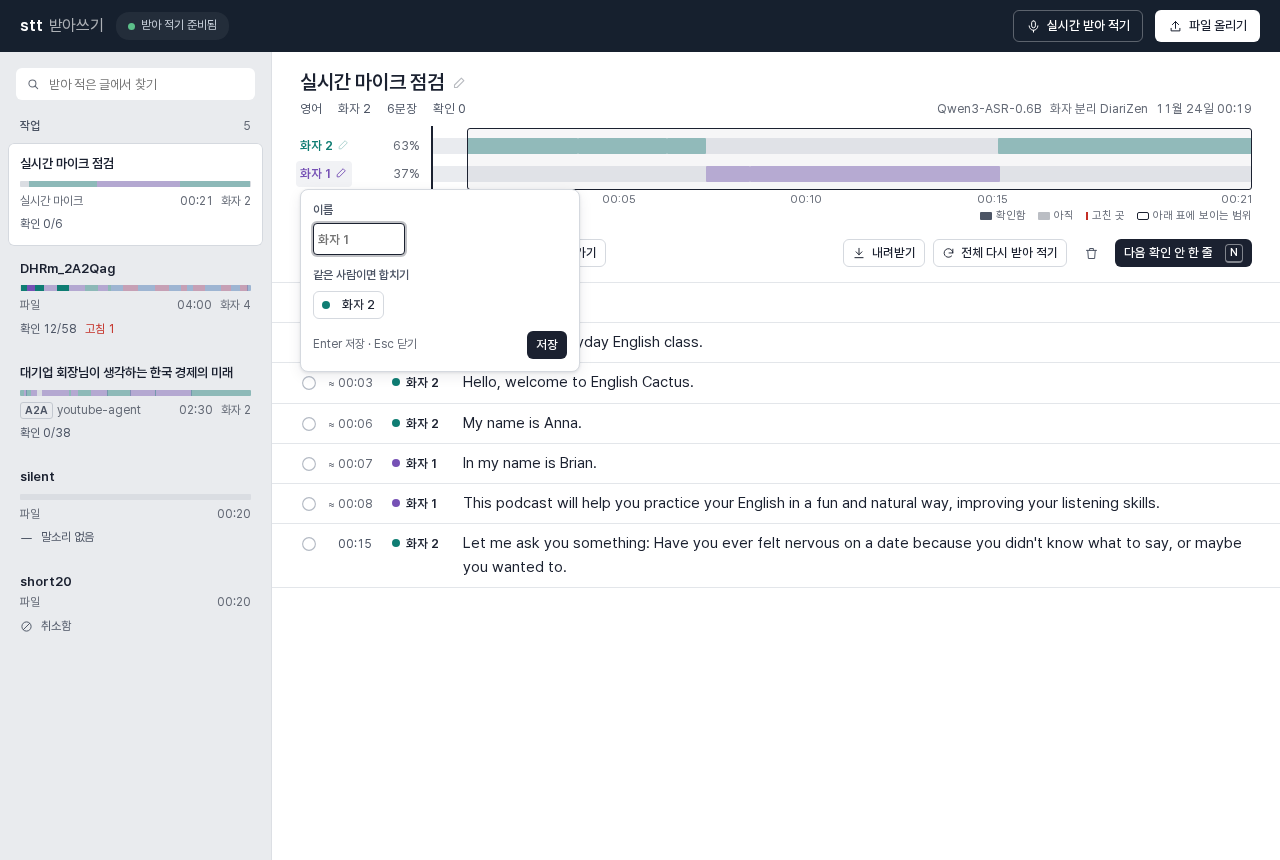 stt 받아쓰기
받아 적기 준비됨
실시간 받아 적기
파일 올리기
받아 적은 글에서 찾기
작업 5
실시간 마이크 점검
실시간 마이크 00:21 화자 2
확인 0/6
DHRm_2A2Qag
파일 04:00 화자 4
확인 12/58 고침 1
대기업 회장님이 생각하는 한국 경제의 미래
A2A youtube-agent 02:30 화자 2
확인 0/38
silent
파일 00:20
— 말소리 없음
short20
파일 00:20
취소함
실시간 마이크 점검
영어 화자 2 6문장 확인 0
Qwen3-ASR-0.6B 화자 분리 DiariZen 11월 24일 00:19
화자 2 63%
화자 1 37%
00:05 00:10 00:15 00:21
확인함 아직 고친 곳 아래 표에 보이는 범위
이름
화자 1
같은 사람이면 합치기
화자 2
Enter 저장 · Esc 닫기
저장
가기
내려받기
전체 다시 받아 적기
다음 확인 안 한 줄 N
yday English class.
≈ 00:03 화자 2 Hello, welcome to English Cactus.
≈ 00:06 화자 2 My name is Anna.
≈ 00:07 화자 1 In my name is Brian.
≈ 00:08 화자 1 This podcast will help you practice your English in a fun and natural way, improving your listening skills.
00:15 화자 2 Let me ask you something: Have you ever felt nervous on a date because you didn't know what to say, or maybe
you wanted to.